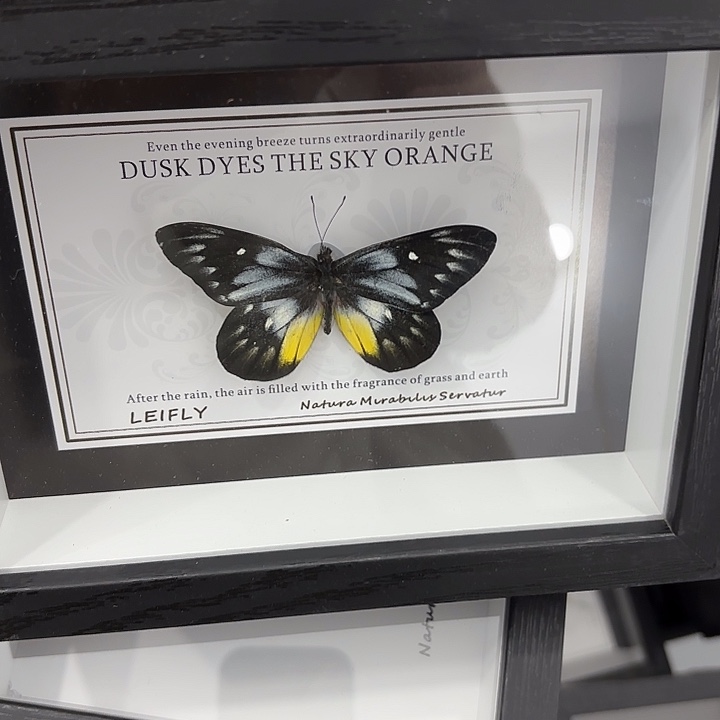 Even the evening breeze turns extraordinarily gentle
DUSK DYES THE SKY ORANGE
After the rain, the air is filled with the fragrance of grass and earth
LEIFLY
Natura Mirabilis Servatur